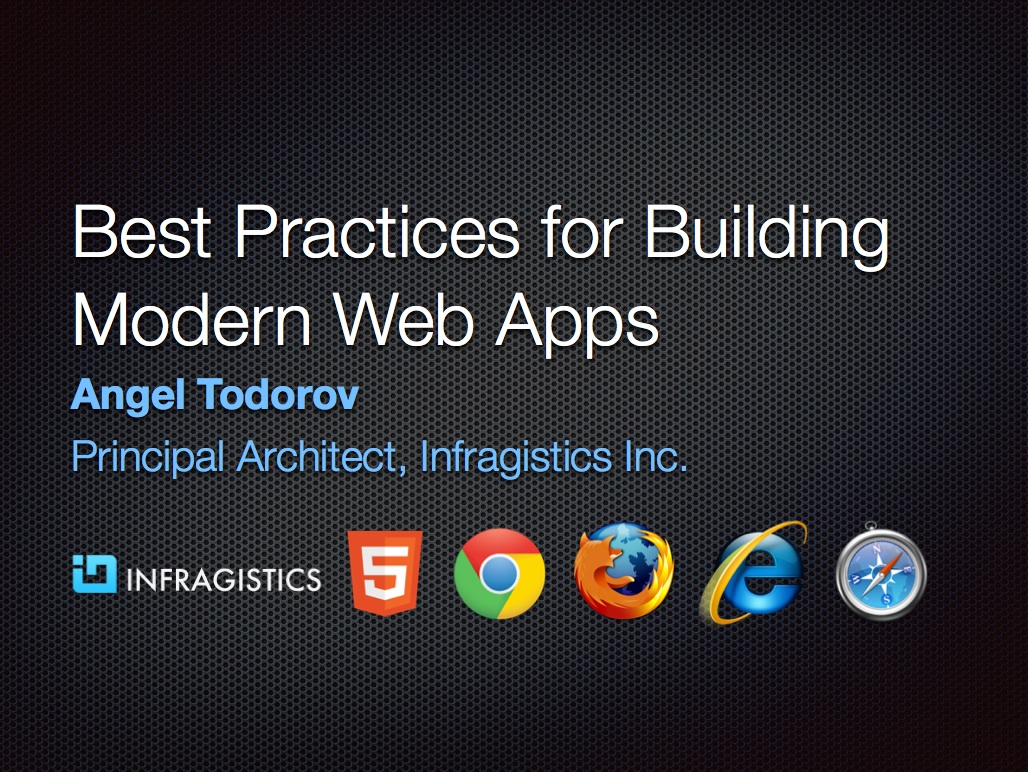 Best Practices for Building
Modern Web Apps
Angel Todorov
Principal Architect, Infragistics Inc.
INFRAGISTICS
5
e
N
S